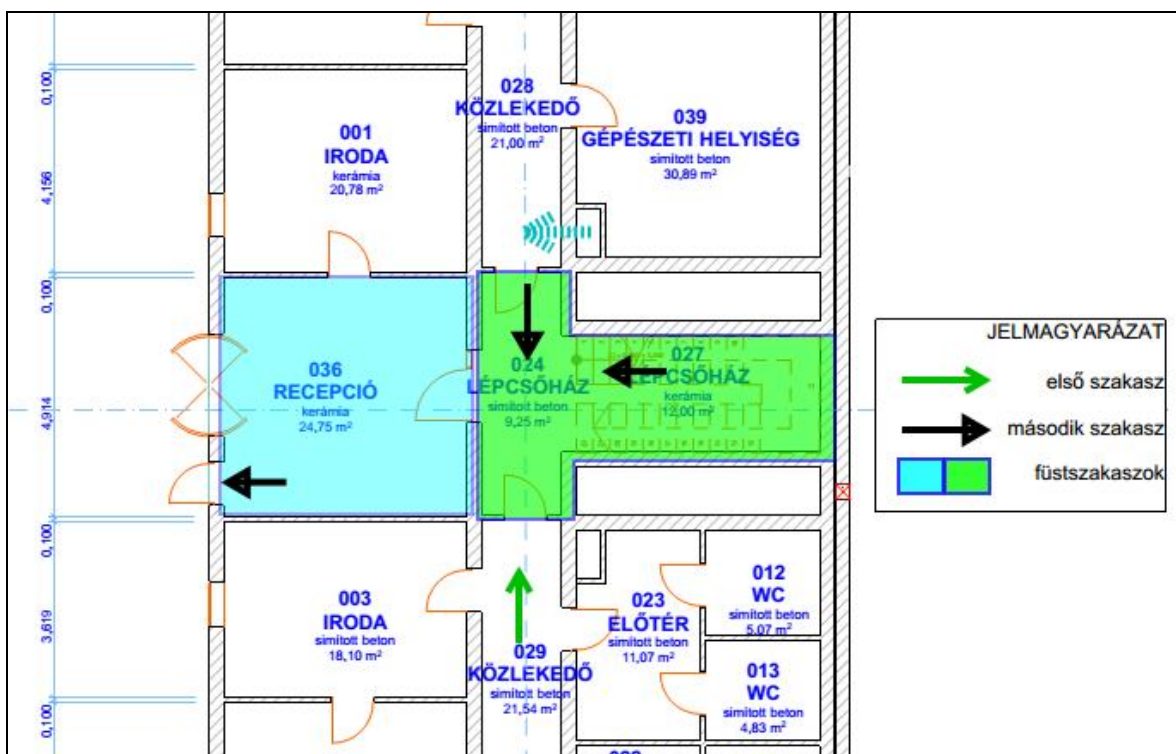 0,100
4,156
0,100
4,914
0,100
3,619
0,100
028
KÖZLEKEDŐ
simított beton
21,00 m²
001
IRODA
kerámia
20,78 m²
039
GÉPÉSZETI HELYISÉG
simított beton
30,89 m²
036
RECEPCIÓ
kerámia
24,75 m²
024
LÉPCSŐHÁZ
simított beton
9,25 m²
027
LÉPCSŐHÁZ
kerámia
12,00 m²
JELMAGYARÁZAT
első szakasz
második szakasz
füstszakaszok
003
IRODA
simított beton
18,10 m²
029
KÖZLEKEDŐ
simított beton
21,54 m²
023
ELŐTÉR
simított beton
11,07 m²
012
WC
simított beton
5,07 m²
013
WC
simított beton
4,83 m²